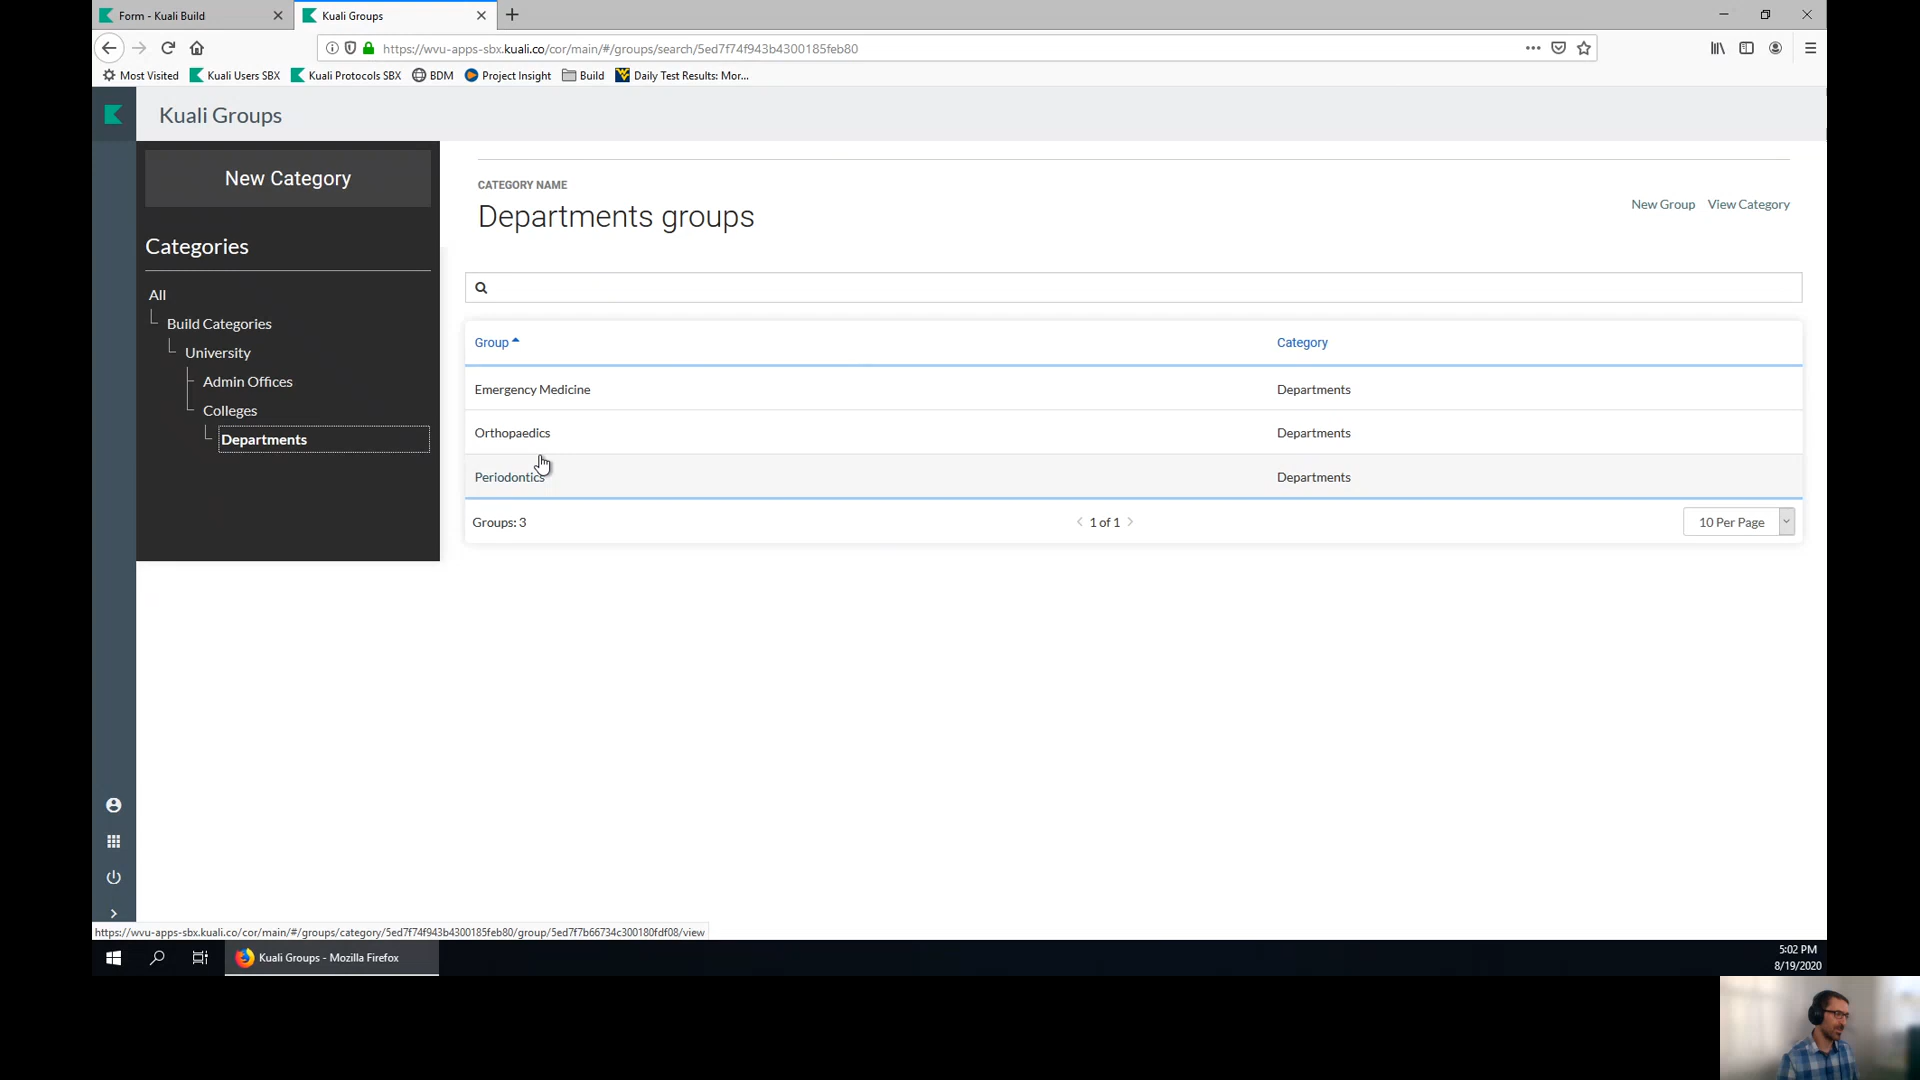 Form - Kuali Build
Kuali Groups
https://wvu-apps-sbx.kuali.co/cor/main/#/groups/search/5ed7f74f943b4300185feb80
Most Visited
Kuali Users SBX
Kuali Protocols SBX
BDM
Project Insight
Build
Daily Test Results: Mor...
Kuali Groups
New Category
Categories
All
Build Categories
University
Admin Offices
Colleges
Departments
CATEGORY NAME
Departments groups
New Group
View Category
Group
Category
Emergency Medicine
Departments
Orthopaedics
Departments
Periodontics
Departments
Groups: 3
1 of 1
10 Per Page
https://wvu-apps-sbx.kuali.co/cor/main/#/groups/category/5ed7f74f943b4300185feb80/group/5ed7f7b66734c300180fdf08/view
Kuali Groups - Mozilla Firefox
5:02 PM
8/19/2020